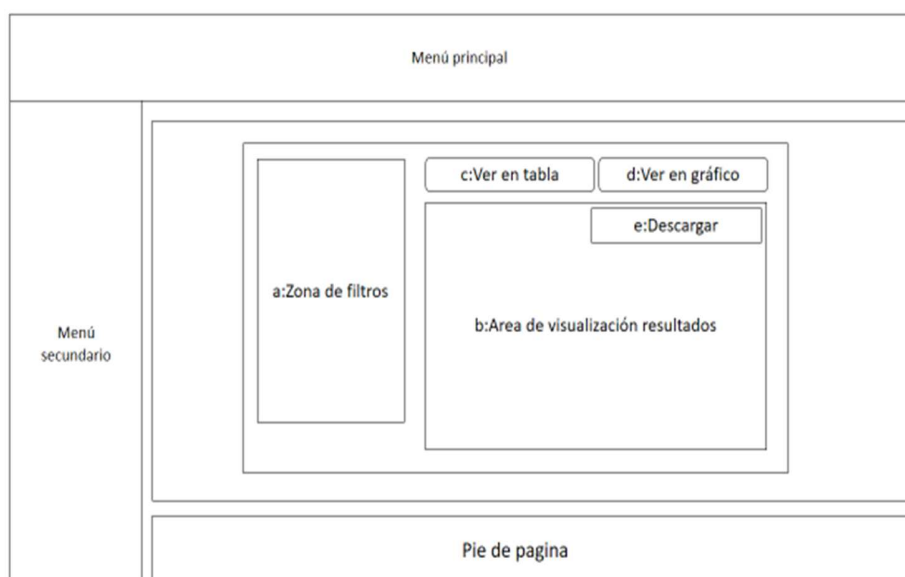 Menú principal
Menú
secundario
a:Zona de filtros
c:Ver en tabla
d:Ver en gráfico
e:Descargar
b:Area de visualización resultados
Pie de pagina